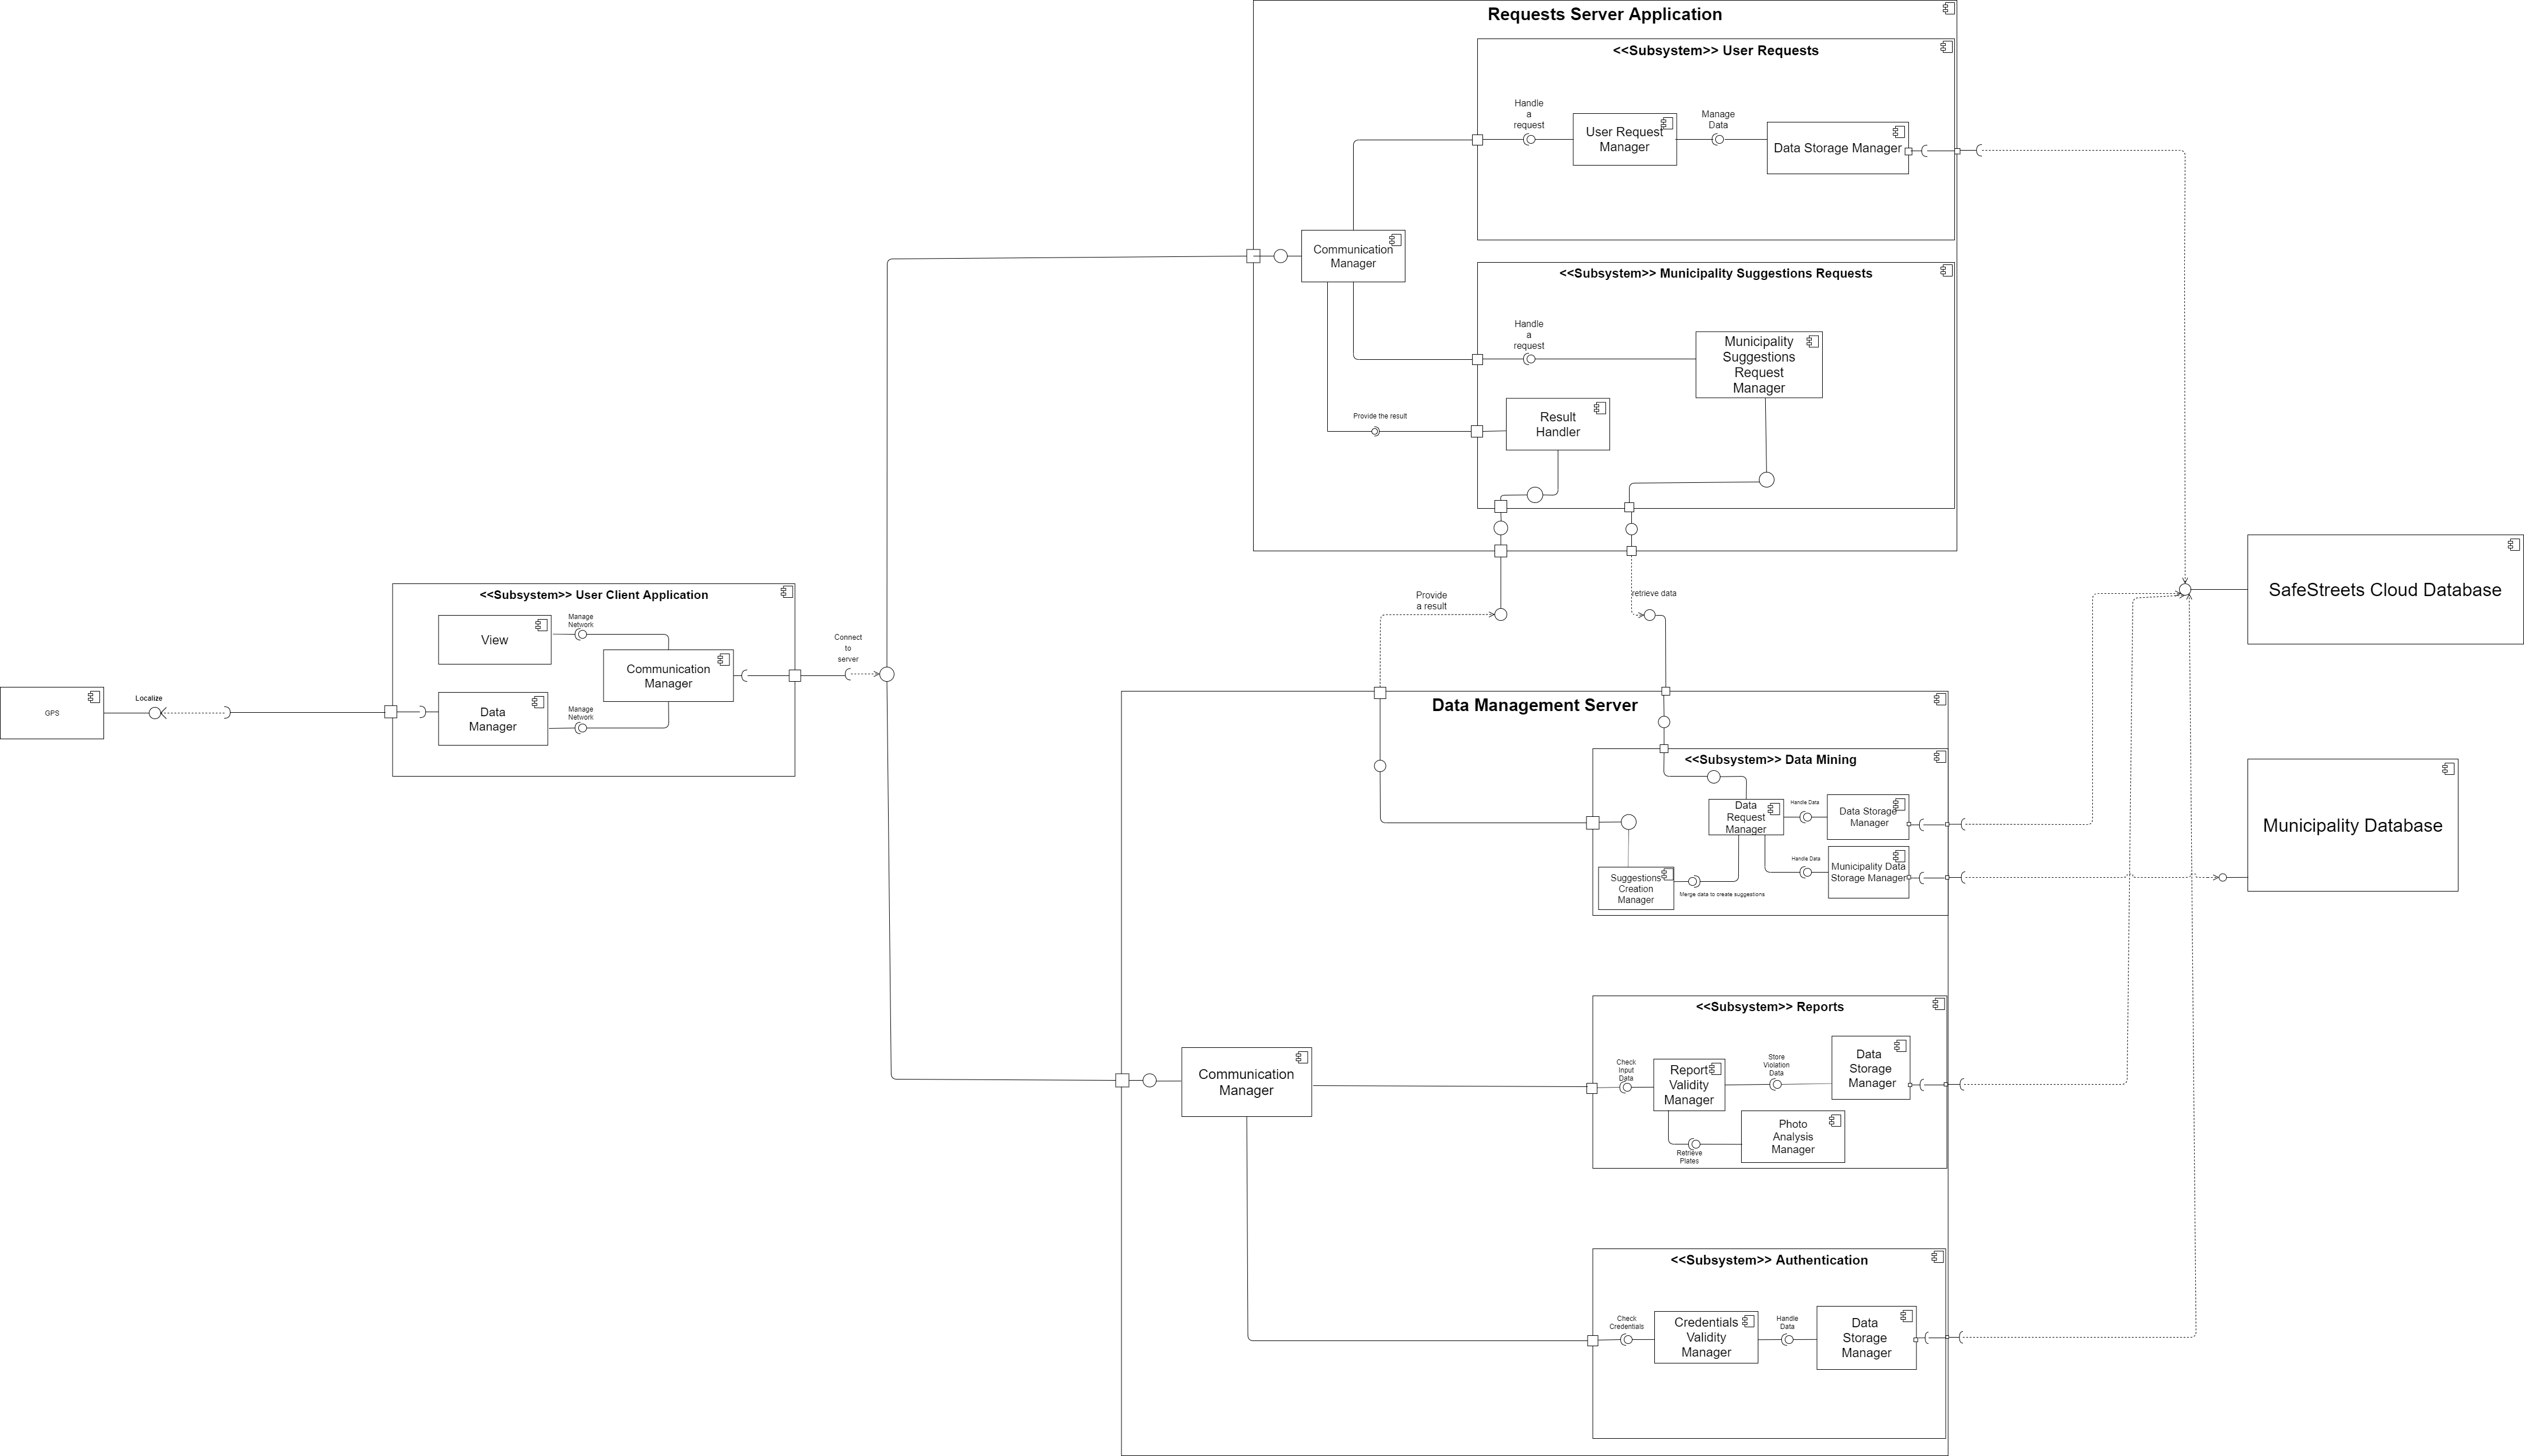 Requests Server Application
<<Subsystem>> User Requests
Handle
a
request
User Request
Manager
Manage
Data
Data Storage Manager
Communication
Manager
<<Subsystem>> Municipality Suggestions Requests
Handle
a
request
Municipality
Suggestions
Request
Manager
Provide the result
Result
Handler
Provide
a result
retrieve data
<<Subsystem>> User Client Application
View
Manage
Network
Communication
Manager
Data
Manager
Manage
Network
Connect
to
server
GPS
Localize
SafeStreets Cloud Database
Municipality Database
Data Management Server
<<Subsystem>> Data Mining
Data
Request
Manager
Handle Data
Data Storage
Manager
Handle Data
Municipality Data
Storage Manager
Suggestions
Creation
Manager
Merge data to create suggestions
Communication
Manager
<<Subsystem>> Reports
Check
Input
Data
Report
Validity
Manager
Store
Violation
Data
Data
Storage
Manager
Retrieve
Plates
Photo
Analysis
Manager
<<Subsystem>> Authentication
Check
Credentials
Credentials
Validity
Manager
Handle
Data
Data
Storage
Manager